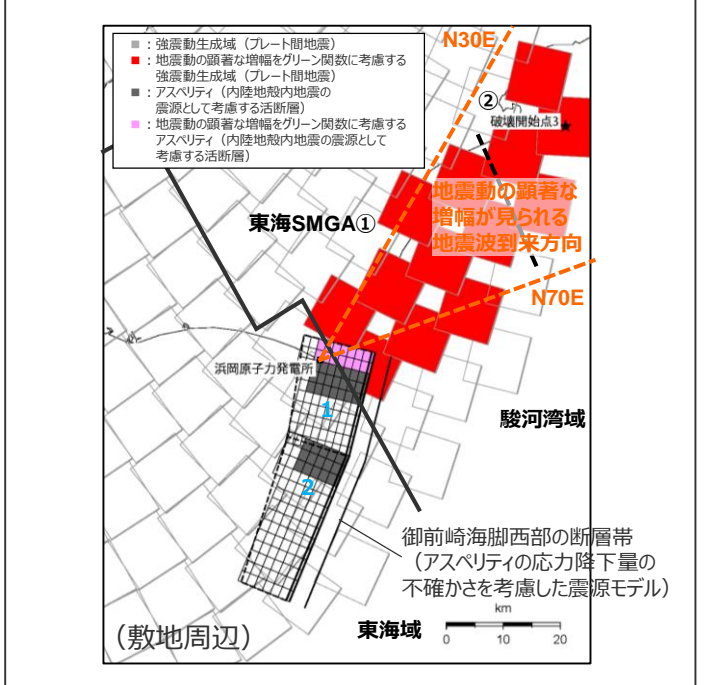 ■ : 強震動生成域（プレート間地震）
■ : 地震動の顕著な増幅をグリーン関数に考慮する
強震動生成域（プレート間地震）
■ : アスペリティ（内陸地殻内地震の
震源として考慮する活断層）
■ : 地震動の顕著な増幅をグリーン関数に考慮する
アスペリティ（内陸地殻内地震の震源として
考慮する活断層）
N30E
②
破壊開始点3
地震動の顕著な
増幅が見られる
地震波到来方向
東海SMGA①
N70E
浜岡原子力発電所
1
駿河湾域
2
御前崎海脚西部の断層帯
（アスペリティの応力降下量の
不確かさを考慮した震源モデル）
（敷地周辺）
東海域
km
0 10 20